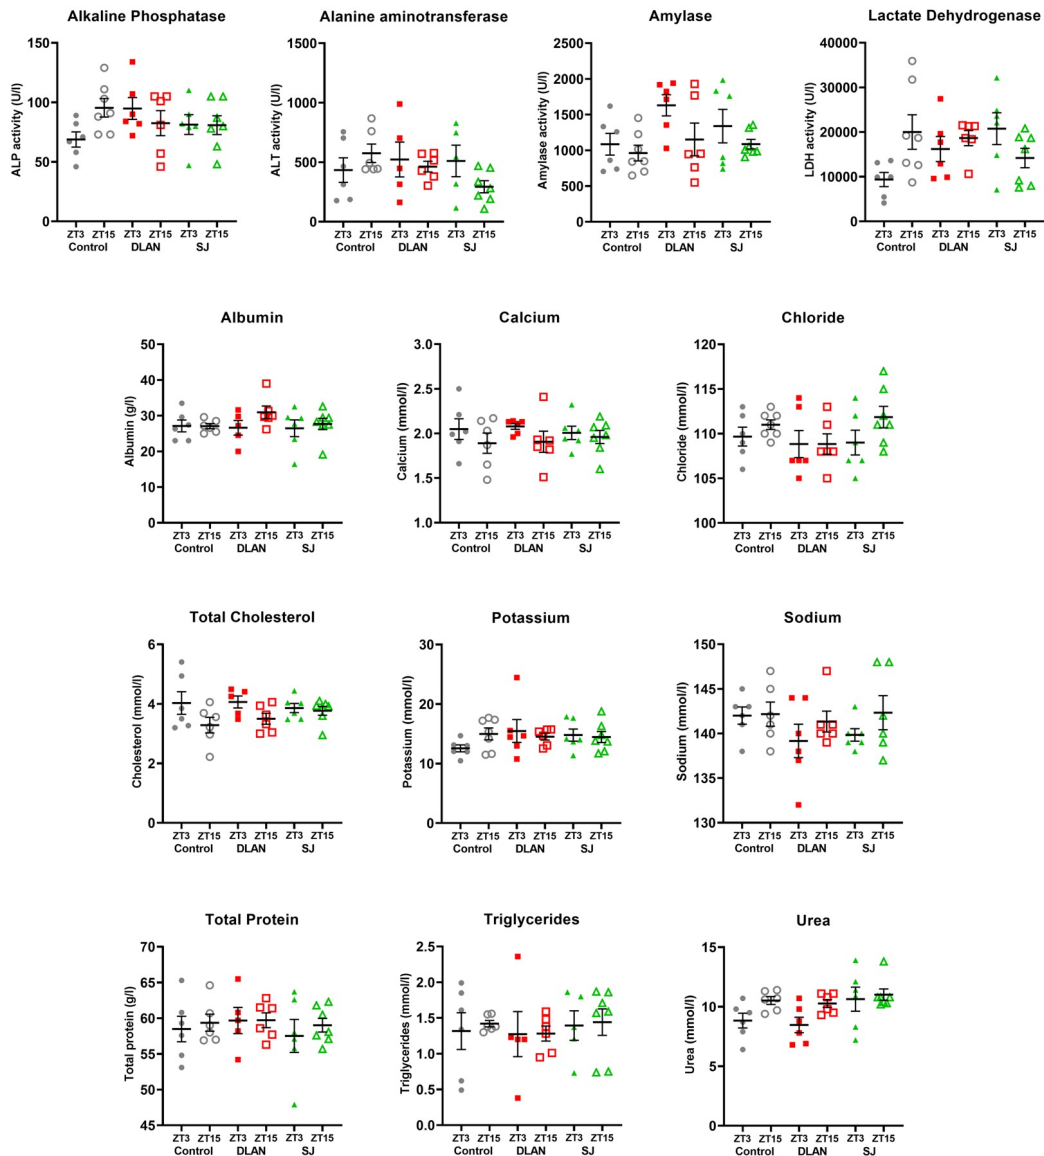 Alkaline Phosphatase
ALP activity (U/l)
150
100
50
0
ZT3 ZT15 ZT3 ZT15 ZT3 ZT15
Control DLAN SJ
Alanine aminotransferase
ALT activity (U/l)
1500
1000
500
0
ZT3 ZT15 ZT3 ZT15 ZT3 ZT15
Control DLAN SJ
Amylase
Amylase activity (U/l)
2500
2000
1500
1000
500
0
ZT3 ZT15 ZT3 ZT15 ZT3 ZT15
Control DLAN SJ
Lactate Dehydrogenase
LDH activity (U/l)
40000
30000
20000
10000
0
ZT3 ZT15 ZT3 ZT15 ZT3 ZT15
Control DLAN SJ
Albumin
Albumin (g/l)
50
40
30
20
10
0
ZT3 ZT15 ZT3 ZT15 ZT3 ZT15
Control DLAN SJ
Calcium
Calcium (mmol/l)
3.0
2.5
2.0
1.5
1.0
ZT3 ZT15 ZT3 ZT15 ZT3 ZT15
Control DLAN SJ
Chloride
Chloride (mmol/l)
120
115
110
105
100
ZT3 ZT15 ZT3 ZT15 ZT3 ZT15
Control DLAN SJ
Total Cholesterol
Cholesterol (mmol/l)
6
4
2
0
ZT3 ZT15 ZT3 ZT15 ZT3 ZT15
Control DLAN SJ
Potassium
Potassium (mmol/l)
30
20
10
0
ZT3 ZT15 ZT3 ZT15 ZT3 ZT15
Control DLAN SJ
Sodium
Sodium (mmol/l)
150
145
140
135
130
ZT3 ZT15 ZT3 ZT15 ZT3 ZT15
Control DLAN SJ
Total Protein
Total protein (g/l)
70
65
60
55
50
45
ZT3 ZT15 ZT3 ZT15 ZT3 ZT15
Control DLAN SJ
Triglycerides
Triglycerides (mmol/l)
2.5
2.0
1.5
1.0
0.5
0.0
ZT3 ZT15 ZT3 ZT15 ZT3 ZT15
Control DLAN SJ
Urea
Urea (mmol/l)
15
10
5
0
ZT3 ZT15 ZT3 ZT15 ZT3 ZT15
Control DLAN SJ